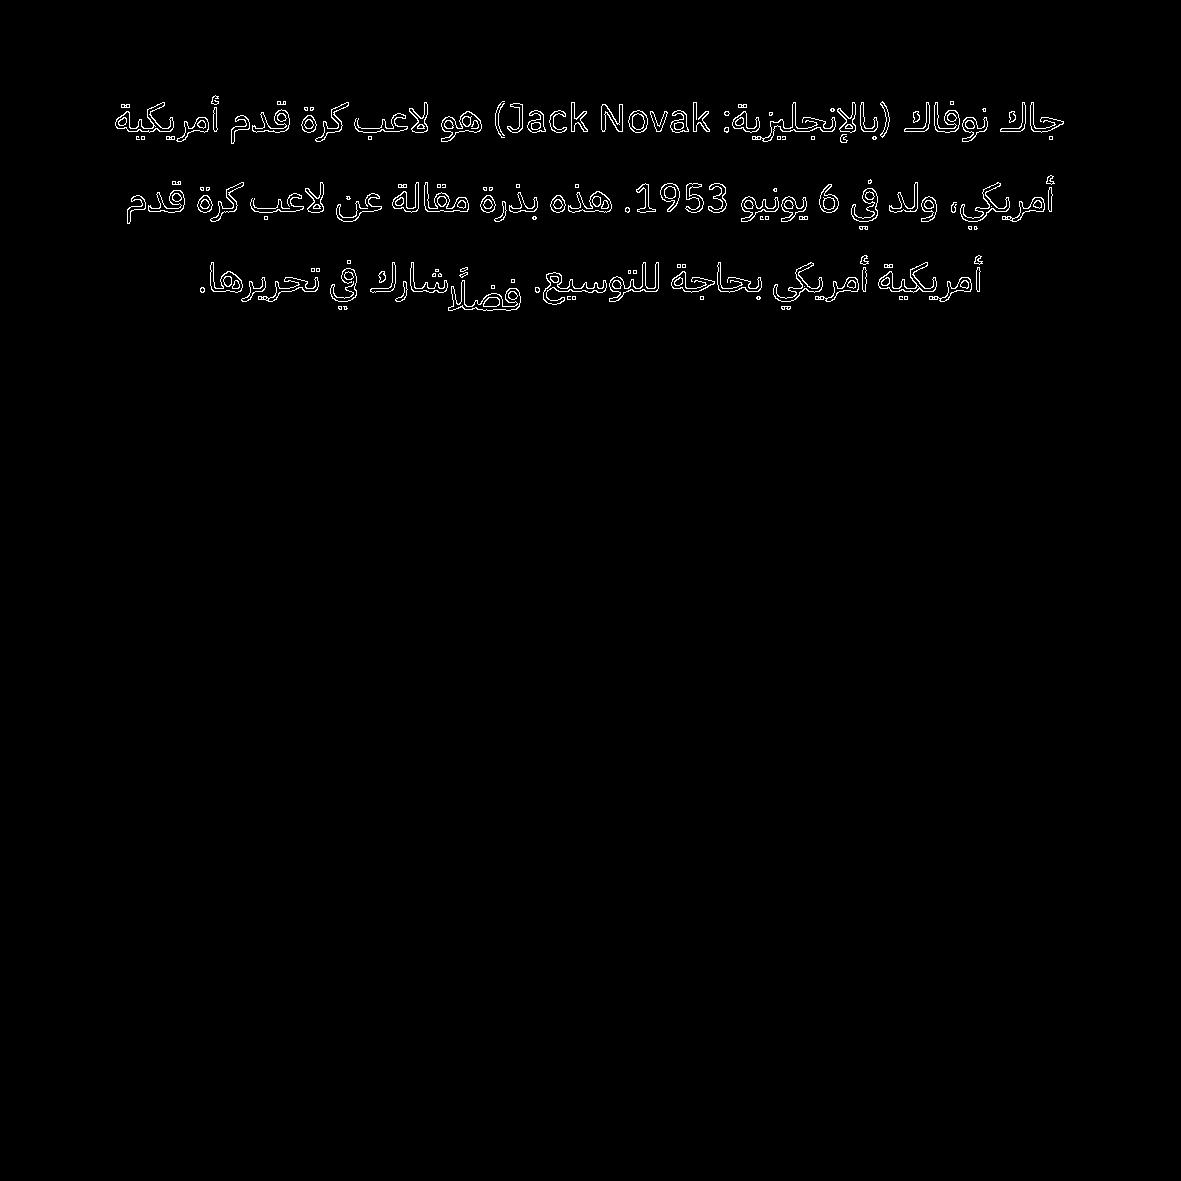 جاك نوفاك (بالإنجليزية: Jack Novak) هو لاعب كرة قدم أمريكية
أمريكي، ولد في 6 يونيو 1953. هذه بذرة مقالة عن لاعب كرة قدم
أمريكية أمريكي بحاجة للتوسيع. فضلًا شارك في تحريرها.